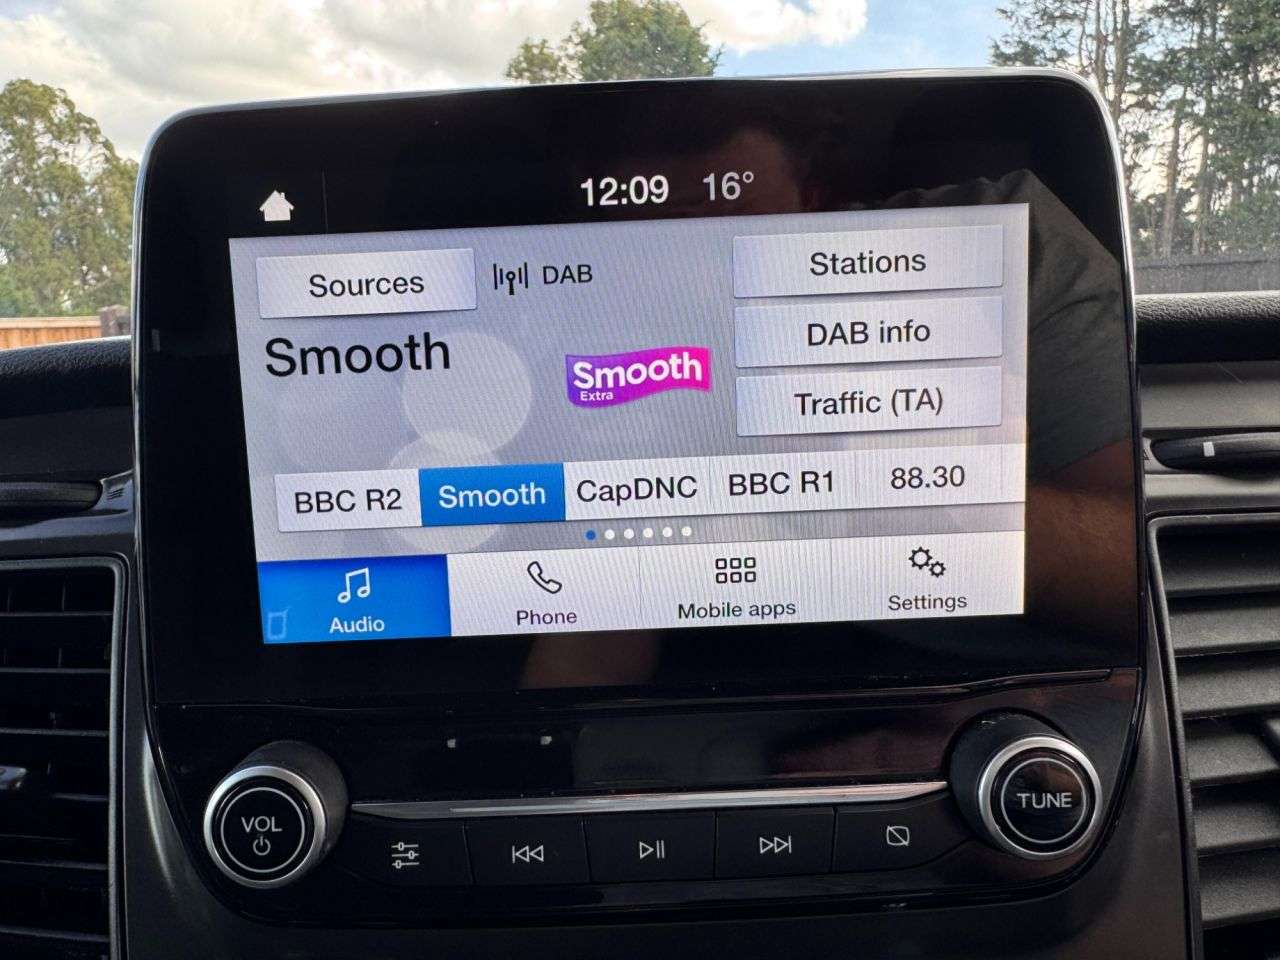 12:09 16°
Sources
DAB
Stations
Smooth
Smooth
Extra
DAB info
Traffic (TA)
BBC R2 Smooth CapDNC BBC R1 88.30
Audio Phone Mobile apps Settings
VOL
TUNE